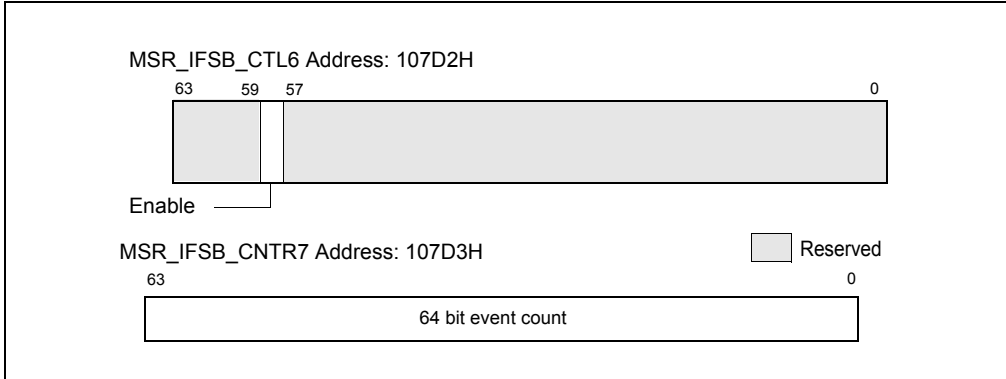 MSR_IFSB_CTL6 Address: 107D2H
63 59 57 0
Enable
MSR_IFSB_CNTR7 Address: 107D3H
Reserved
63 0
64 bit event count